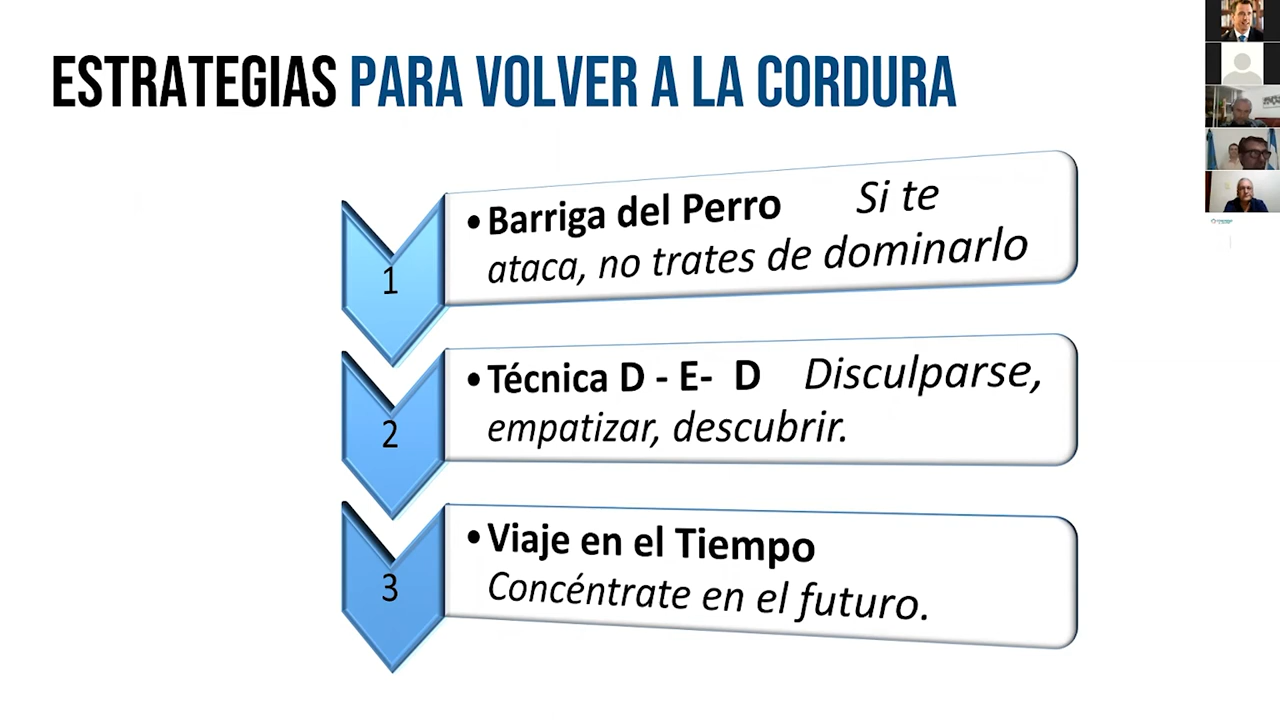 ESTRATEGIAS PARA VOLVER A LA CORDURA
1
•Barriga del Perro Si te
ataca, no trates de dominarlo
2
•Técnica D - E- D Disculparse,
empatizar, descubrir.
3
•Viaje en el Tiempo
Concéntrate en el futuro.